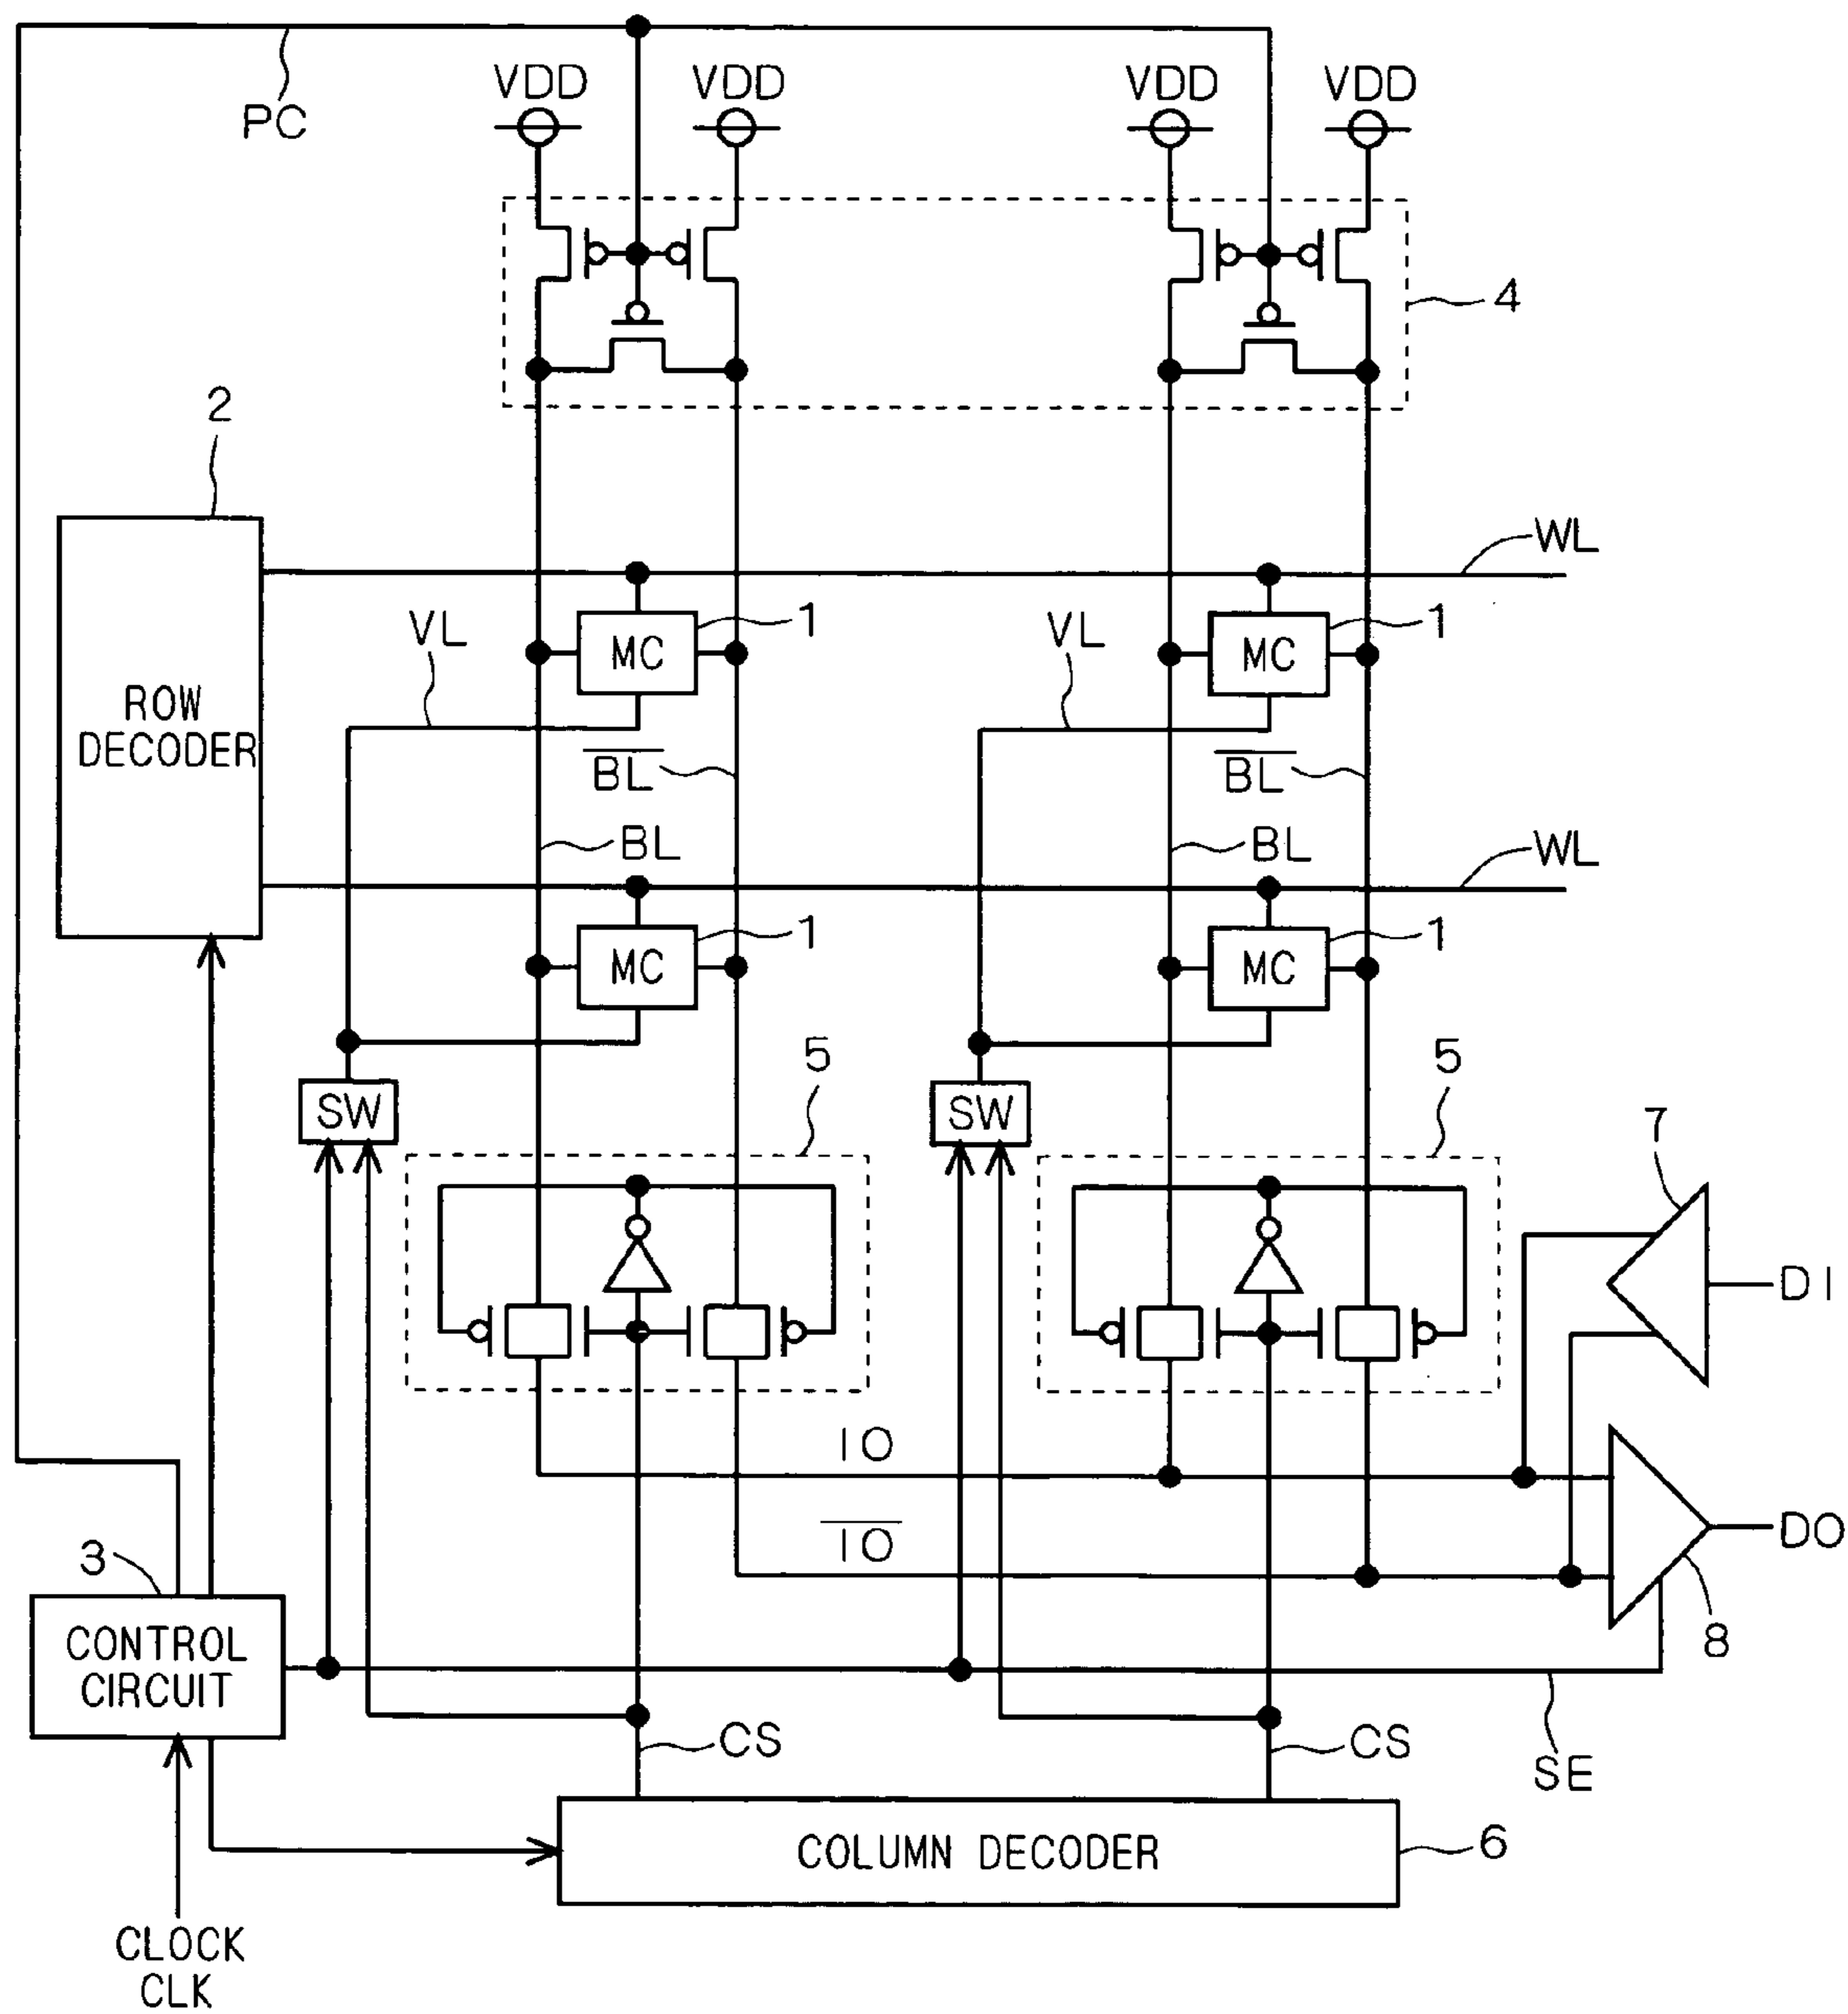 VDD VDD VDD VDD
PC
4
2
WL
VL 1 VL 1
MC MC
ROW
DECODER
BL BL
BL BL
WL
1 1
MC MC
5 5
SW SW
7
DI
IO
IO
DO
3
8
CONTROL
CIRCUIT
CS CS
SE
COLUMN DECODER
6
CLOCK
CLK